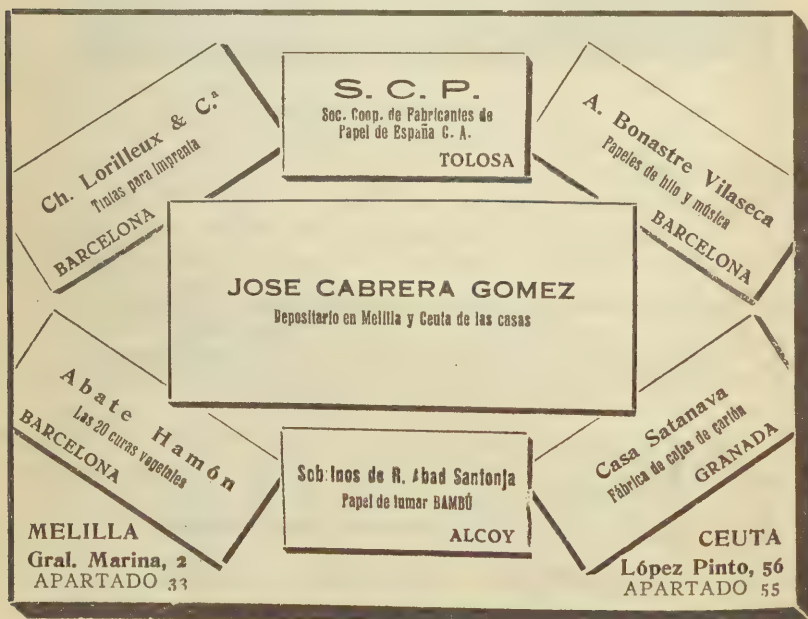 Ch. Lorilleux & C.ª
Tintas para imprenta
BARCELONA
S. C. P.
Soc. Coop. de Fabricantes de
Papel de España C. A.
TOLOSA
A. Bonastre Vilaseca
Papeles de hilo y música
BARCELONA
JOSE CABRERA GOMEZ
Depositario en Melilla y Ceuta de las casas
Abate Hamón
Las 20 curas vegetales
BARCELONA
Sobrinos de R. Abad Santonja
Papel de fumar BAMBÚ
ALCOY
Casa Satanava
Fábrica de cajas de cartón
GRANADA
MELILLA
Gral. Marina, 2
APARTADO 33
CEUTA
López Pinto, 56
APARTADO 55